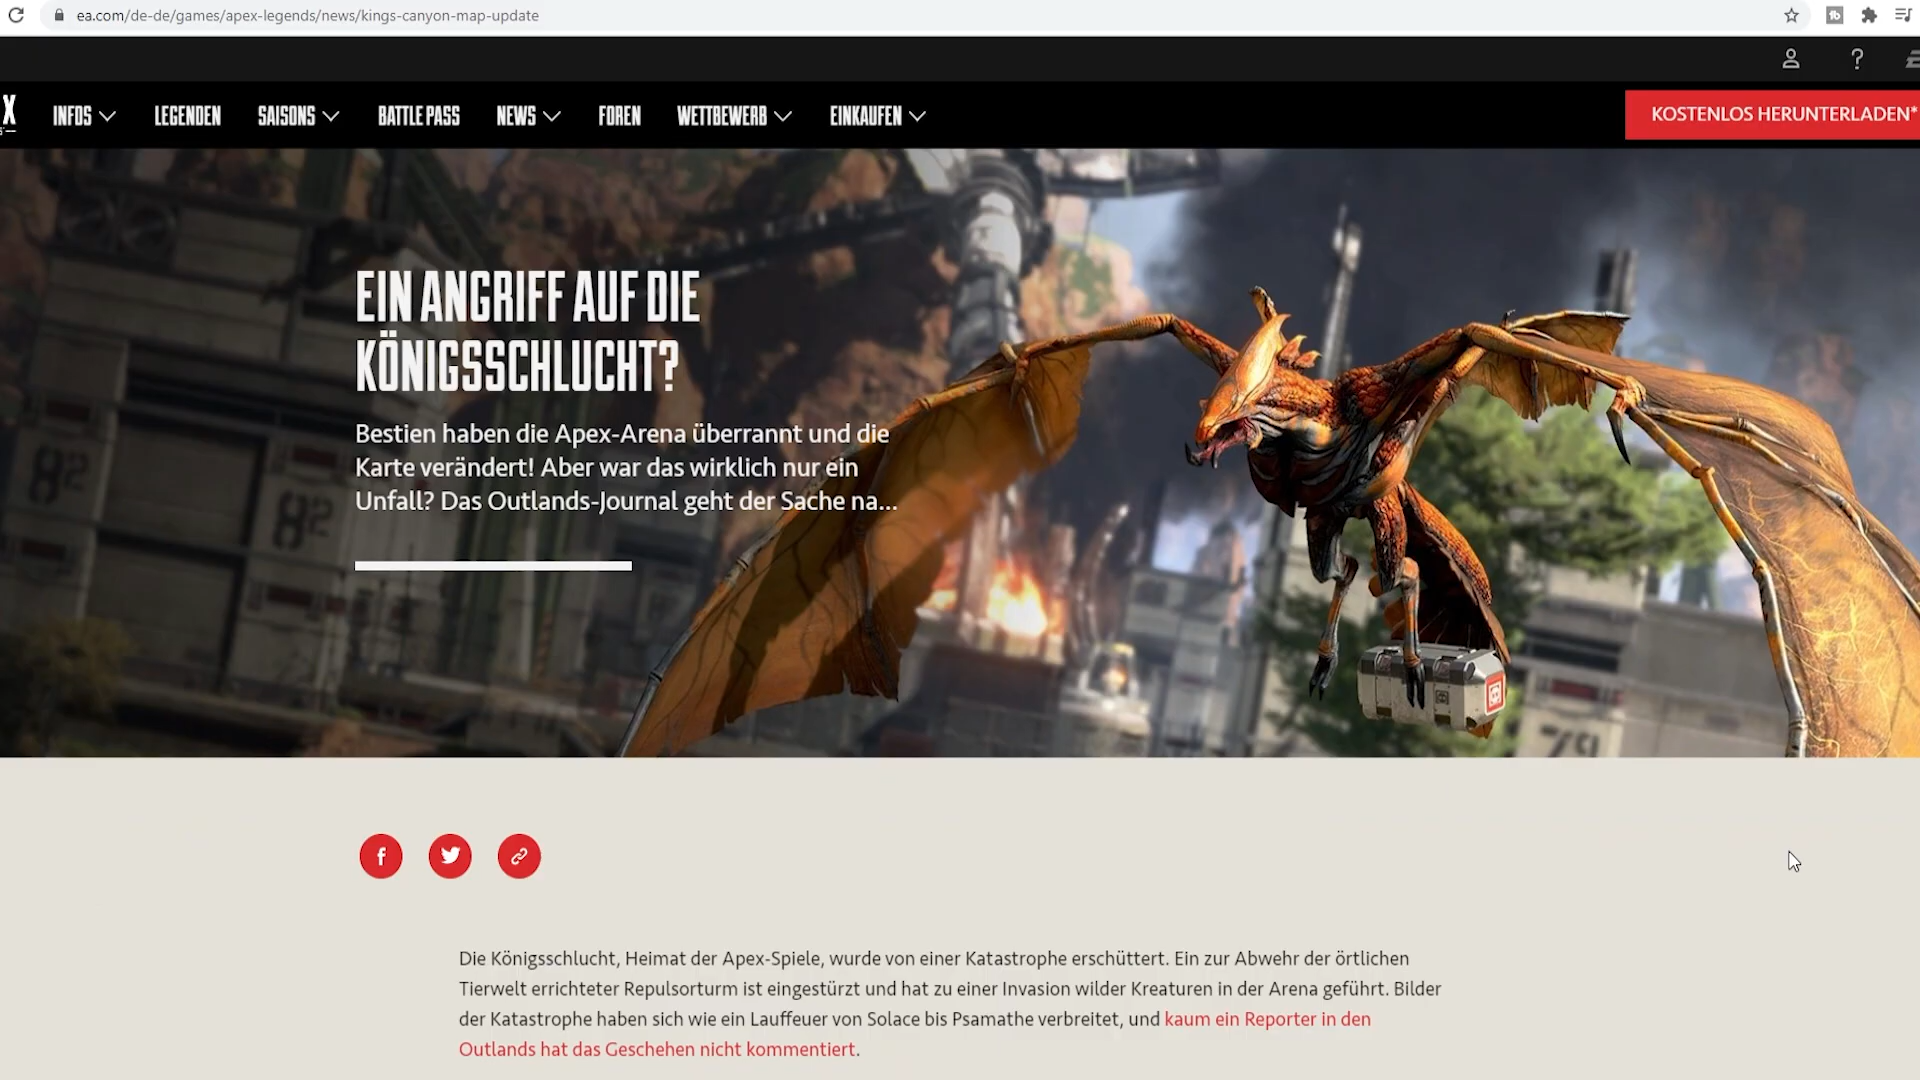 ea.com/de-de/games/apex-legends/news/kings-canyon-map-update
X
INFOS LEGENDEN SAISONS BATTLE PASS NEWS FOREN WETTBEWERB EINKAUFEN
KOSTENLOS HERUNTERLADEN*
EIN ANGRIFF AUF DIE
KÖNIGSSCHLUCHT?
Bestien haben die Apex-Arena überrannt und die
Karte verändert! Aber war das wirklich nur ein
Unfall? Das Outlands-Journal geht der Sache na...
82
82
79
Die Königsschlucht, Heimat der Apex-Spiele, wurde von einer Katastrophe erschüttert. Ein zur Abwehr der örtlichen
Tierwelt errichteter Repulsorturm ist eingestürzt und hat zu einer Invasion wilder Kreaturen in der Arena geführt. Bilder
der Katastrophe haben sich wie ein Lauffeuer von Solace bis Psamathe verbreitet, und kaum ein Reporter in den
Outlands hat das Geschehen nicht kommentiert.